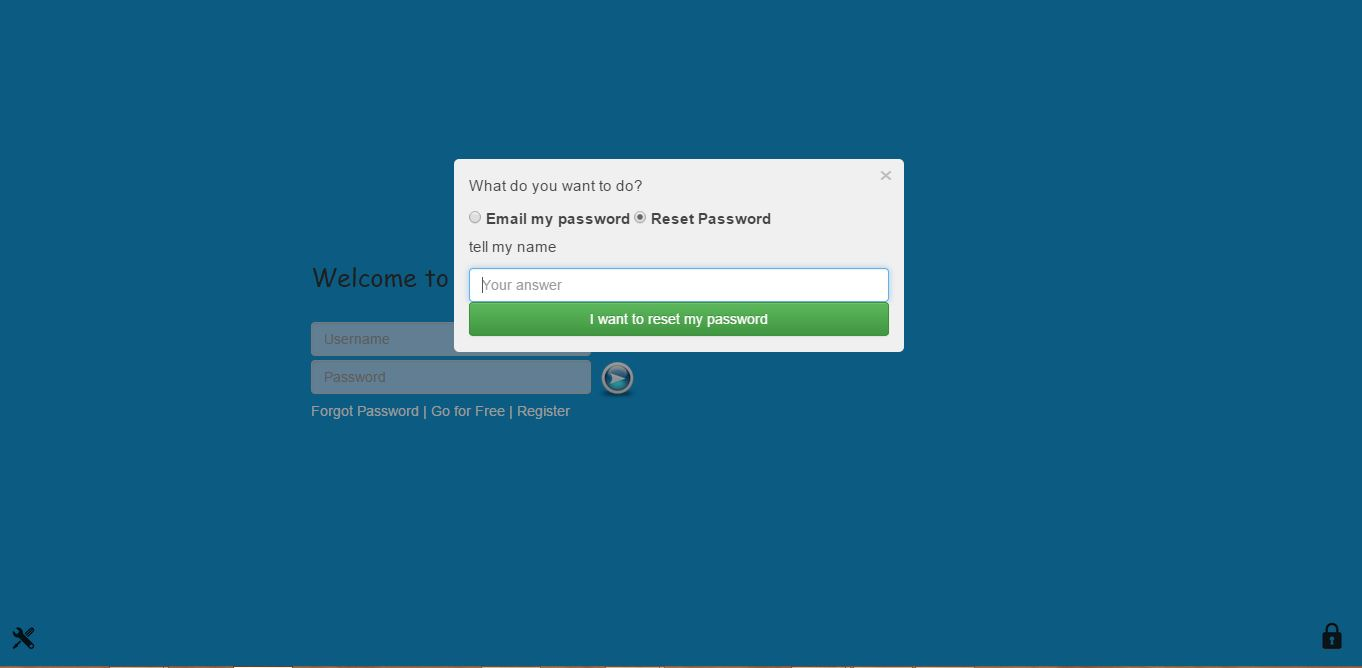 What do you want to do?
Email my password Reset Password
tell my name
Your answer
I want to reset my password
Welcome to
Username
Password
Forgot Password | Go for Free | Register